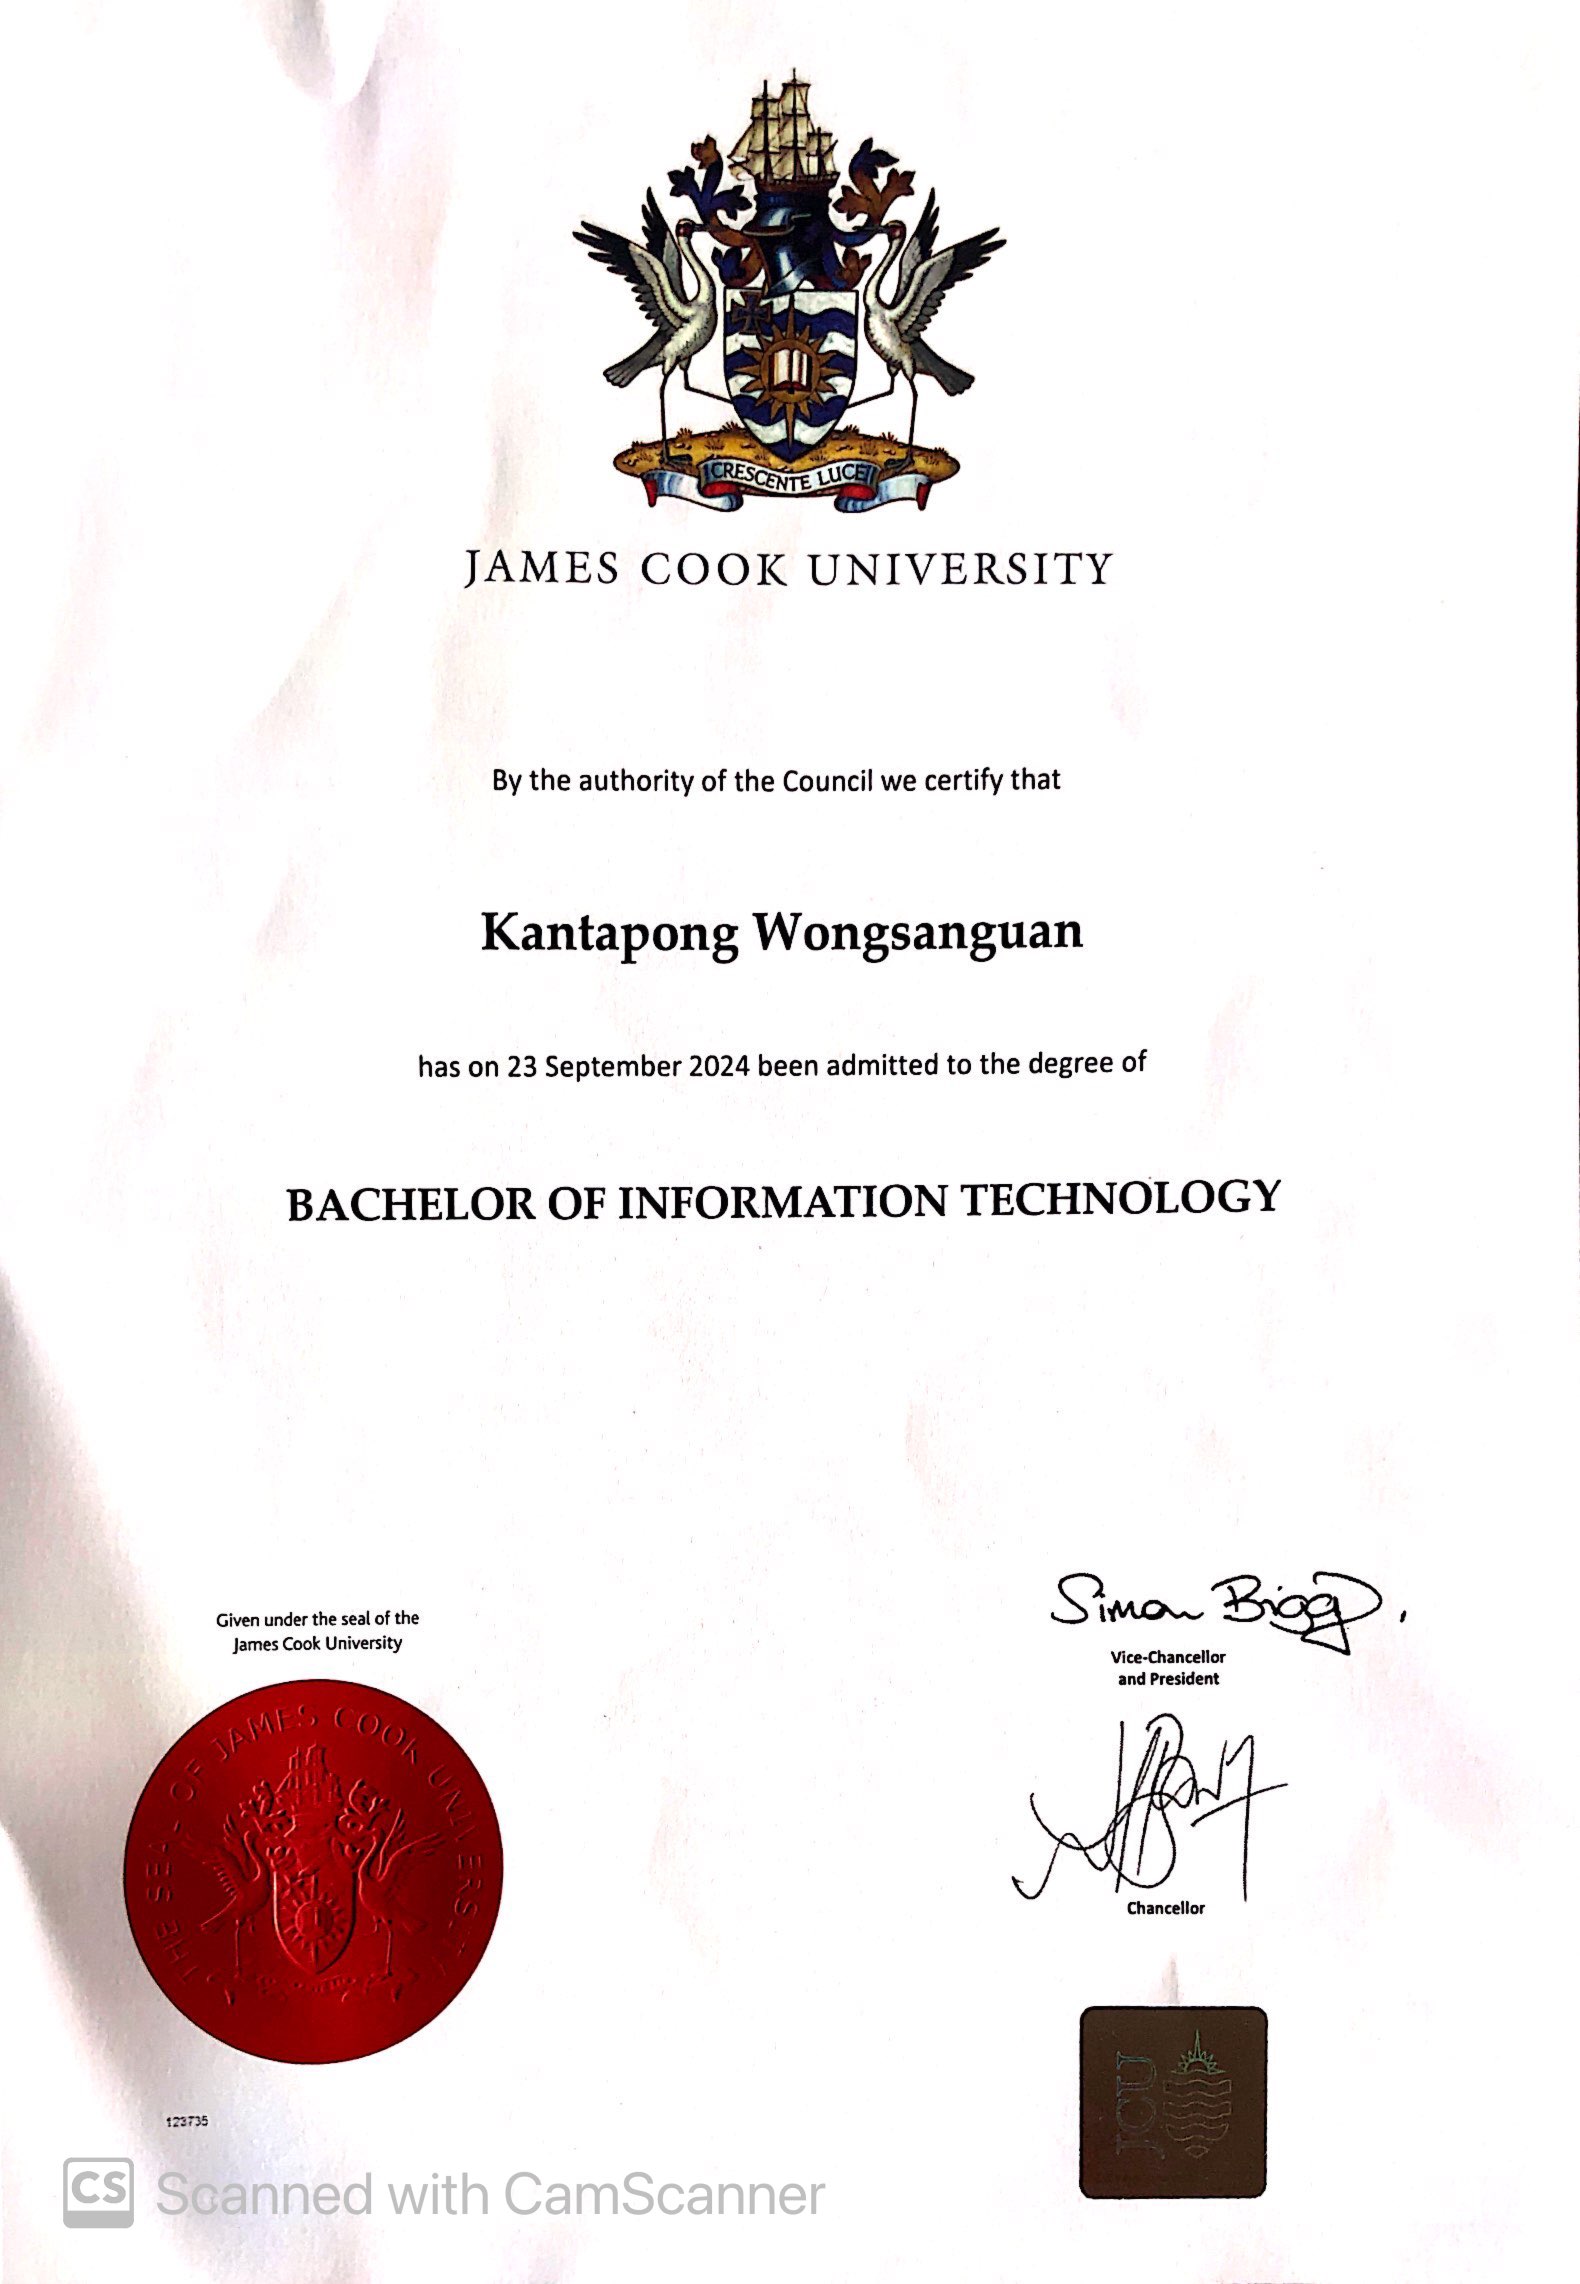 CRESCENTE LUCE
JAMES COOK UNIVERSITY
By the authority of the Council we certify that
Kantapong Wongsanguan
has on 23 September 2024 been admitted to the degree of
BACHELOR OF INFORMATION TECHNOLOGY
Simon Biggs.
Vice-Chancellor
and President
Chancellor
Given under the seal of the
James Cook University
THE SEAL OF JAMES COOK UNIVERSITY
JCU
123735
CS Scanned with CamScanner